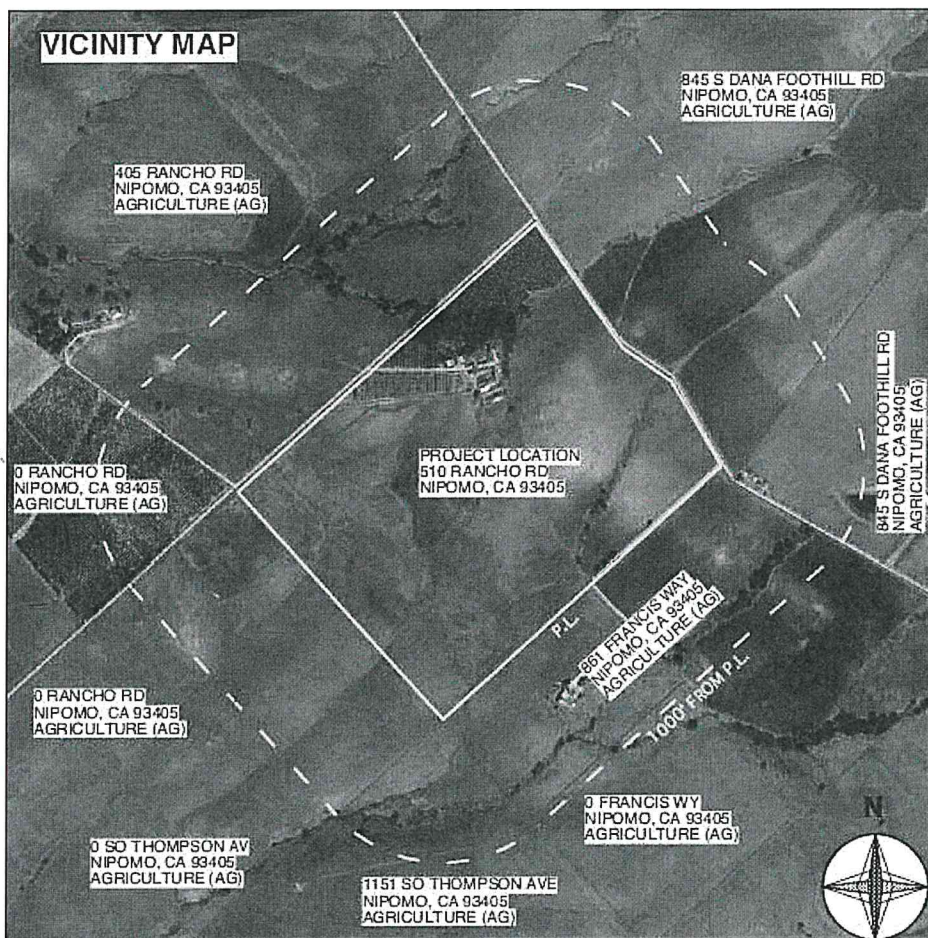 VICINITY MAP
845 S DANA FOOTHILL RD
NIPOMO, CA 93405
AGRICULTURE (AG)
405 RANCHO RD
NIPOMO, CA 93405
AGRICULTURE (AG)
845 S DANA FOOTHILL RD
NIPOMO, CA 93405
AGRICULTURE (AG)
PROJECT LOCATION
510 RANCHO RD
NIPOMO, CA 93405
0 RANCHO RD
NIPOMO, CA 93405
AGRICULTURE (AG)
P.L.
861 FRANCIS WAY
NIPOMO, CA 93405
AGRICULTURE (AG)
1000' FROM P.L.
0 RANCHO RD
NIPOMO, CA 93405
AGRICULTURE (AG)
0 FRANCIS WY
NIPOMO, CA 93405
AGRICULTURE (AG)
N
0 SO THOMPSON AV
NIPOMO, CA 93405
AGRICULTURE (AG)
1151 SO THOMPSON AVE
NIPOMO, CA 93405
AGRICULTURE (AG)